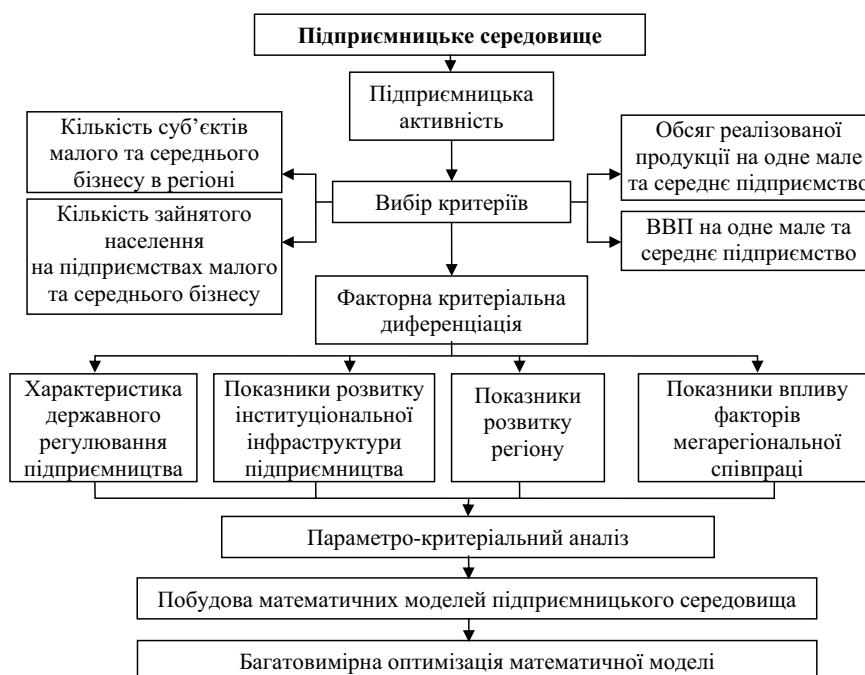 Підприємницьке середовище
Підприємницька
активність
Кількість суб’єктів
малого та середнього
бізнесу в регіоні
Обсяг реалізованої
продукції на одне мале
та середнє підприємство
Вибір критеріїв
Кількість зайнятого
населення
на підприємствах малого
та середнього бізнесу
ВВП на одне мале та
середнє підприємство
Факторна критеріальна
диференціація
Характеристика
державного
регулювання
підприємництва
Показники розвитку
інституціональної
інфраструктури
підприємництва
Показники
розвитку
регіону
Показники впливу
факторів
мегарегіональної
співпраці
Параметро-критеріальний аналіз
Побудова математичних моделей підприємницького середовища
Багатовимірна оптимізація математичної моделі